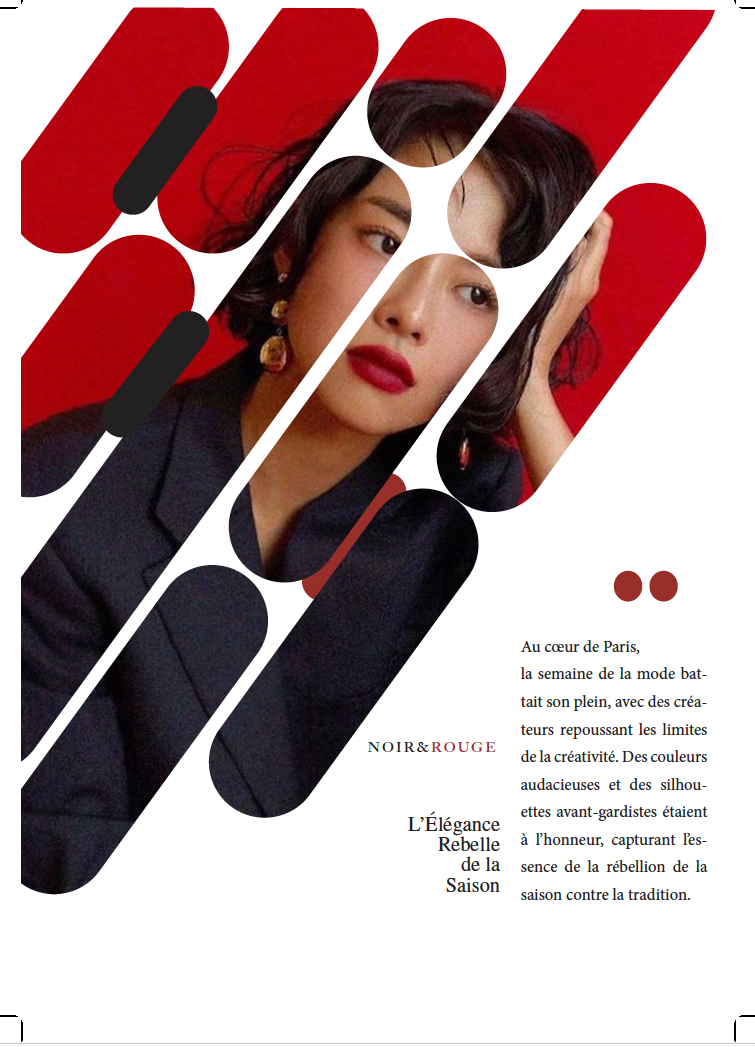 NOIR&ROUGE
L’Élégance
Rebelle
de la
Saison
Au cœur de Paris,
la semaine de la mode bat-
tait son plein, avec des créa-
teurs repoussant les limites
de la créativité. Des couleurs
audacieuses et des silhou-
ettes avant-gardistes étaient
à l’honneur, capturant l’es-
sence de la rébellion de la
saison contre la tradition.